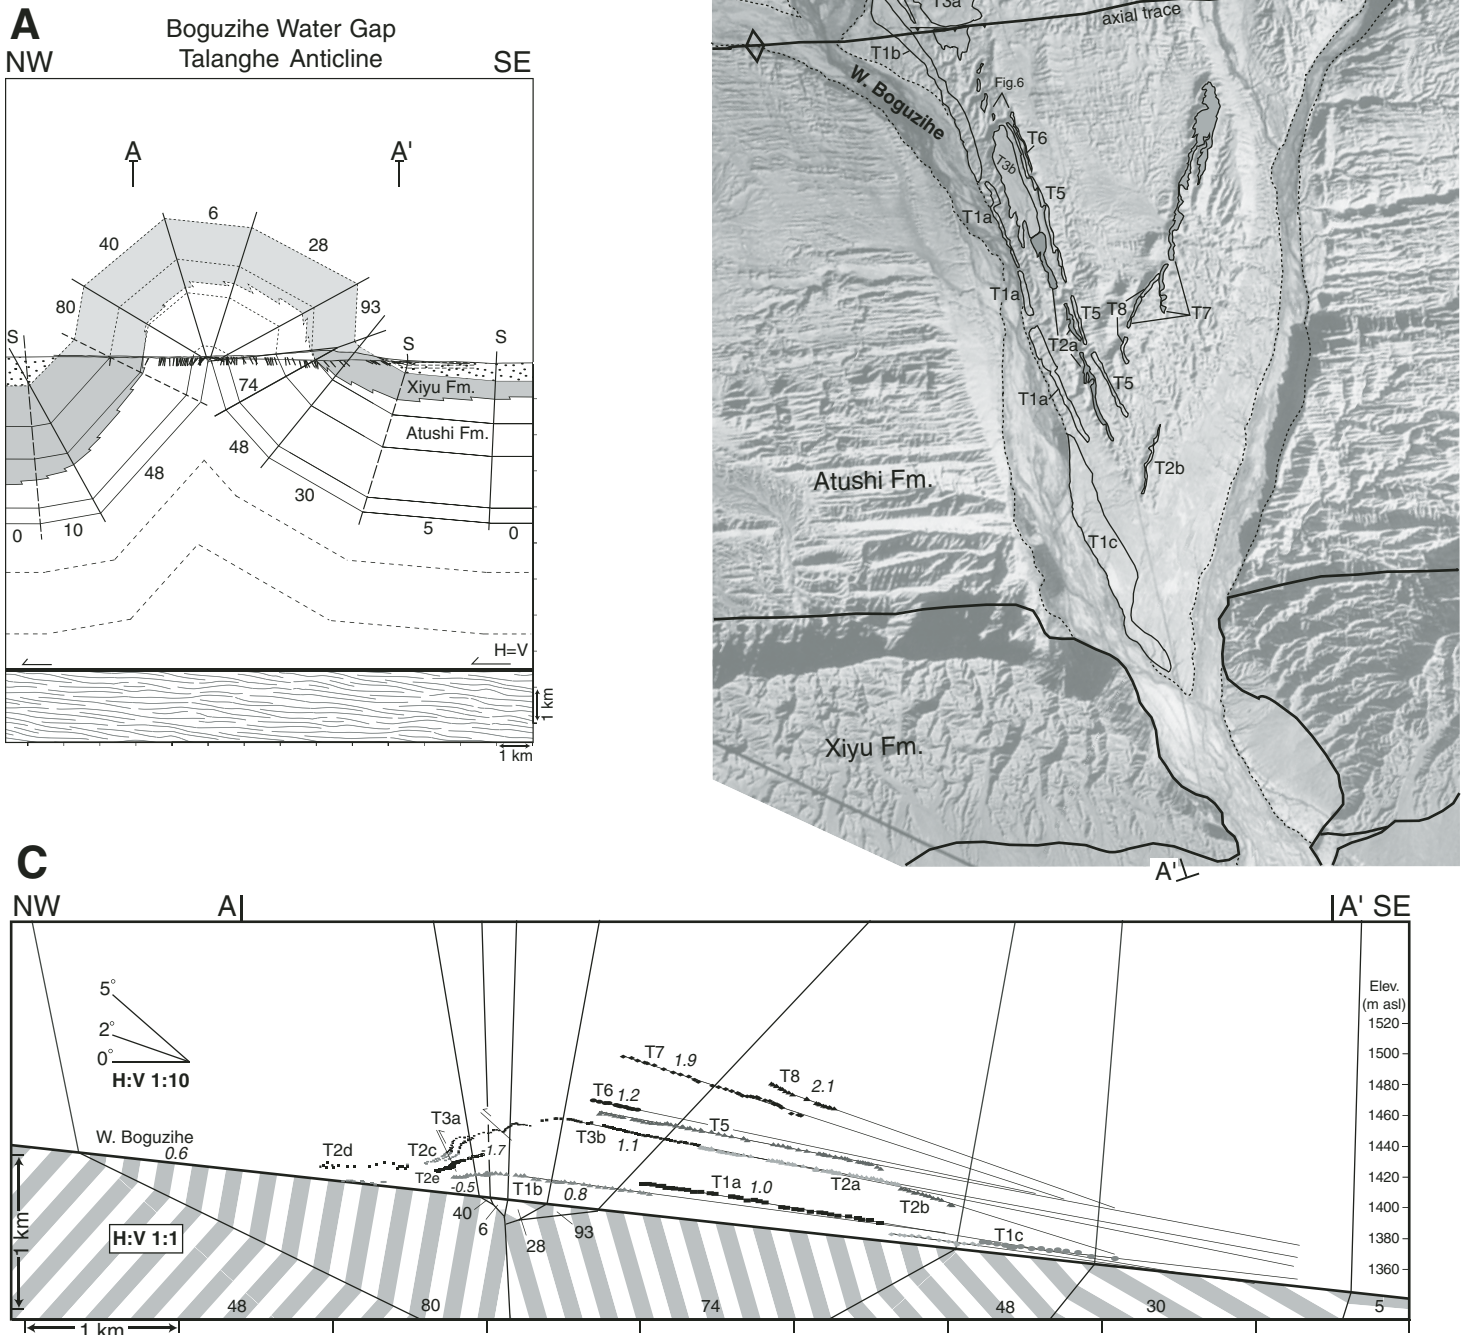 A
Boguzihe Water Gap
Talanghe Anticline
NW
SE
A
A'
6
40
28
80
93
S
S
S
74
Xiyu Fm.
Atushi Fm.
48
48
30
0
10
5
0
H=V
1 km
1 km
T3a
axial trace
T1b
W. Boguzihe
Fig.6
T6
T3b
T5
T1a
T1a
T5
T8
T7
T2a
T5
T1a
T2b
Atushi Fm.
T1c
Xiyu Fm.
A'
C
NW
A
A' SE
5°
2°
0°
H:V 1:10
Elev.
(m asl)
1520
1500
1480
1460
1440
1420
1400
1380
1360
T7 1.9
T8 2.1
T6 1.2
T5
T3a
T3b 1.1
W. Boguzihe
0.6
T2d
T2c
T2e
-1.7
-0.5
T1b 0.8
T1a 1.0
T2a
T2b
T1c
40
6
28
93
1 km
H:V 1:1
48
80
74
48
30
5
1 km